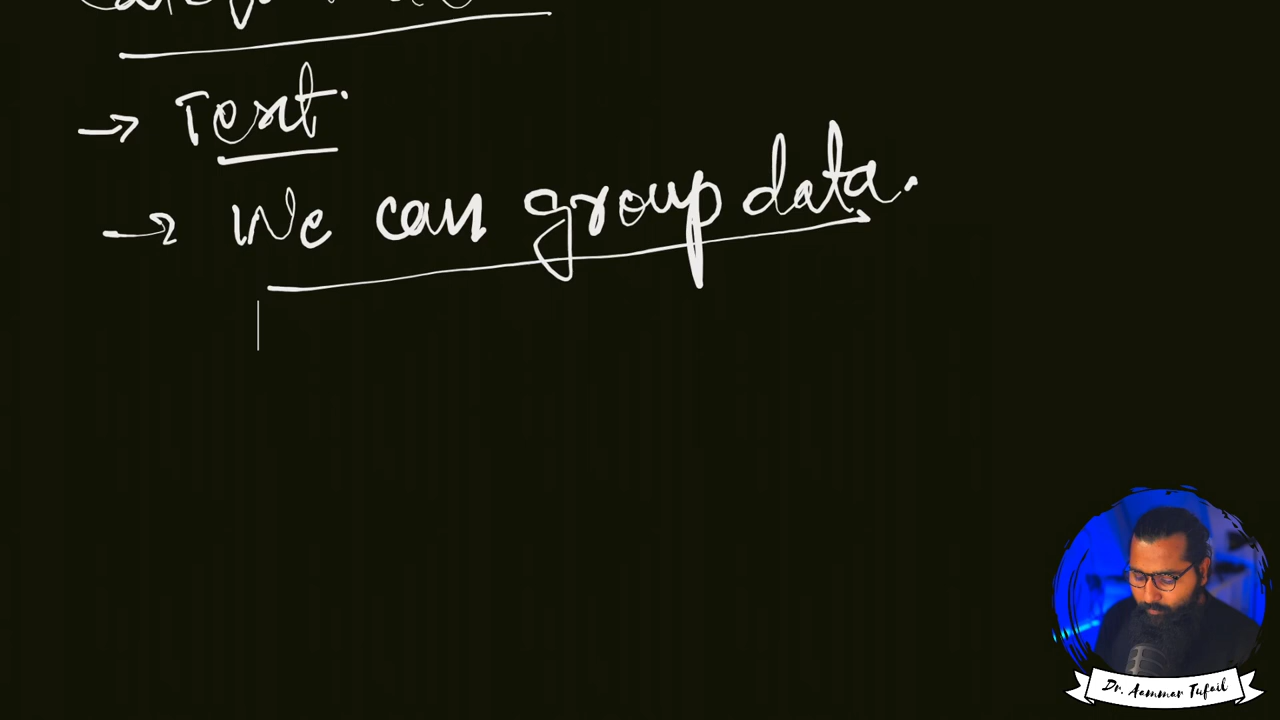 → Text.
→ We can group data.
Dr. Aammar Tufail